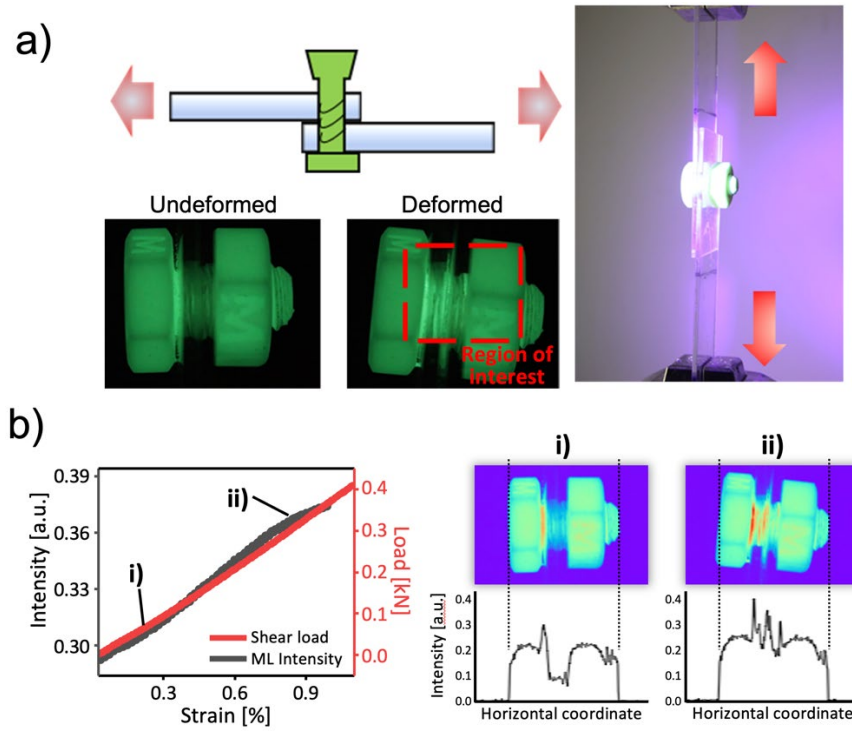 a)
Undeformed
Deformed
M
M
Region of
Interest
b)
Intensity [a.u.]
0.39
0.36
0.33
0.30
0.3
0.6
0.9
Strain [%]
i)
ii)
Shear load
ML Intensity
0.4
0.3
0.2
0.1
0.0
Load [kN]
i)
ii)
Intensity [a.u.]
0.4
0.3
0.2
0.1
0.0
Horizontal coordinate
0.4
0.3
0.2
0.1
0.0
Horizontal coordinate